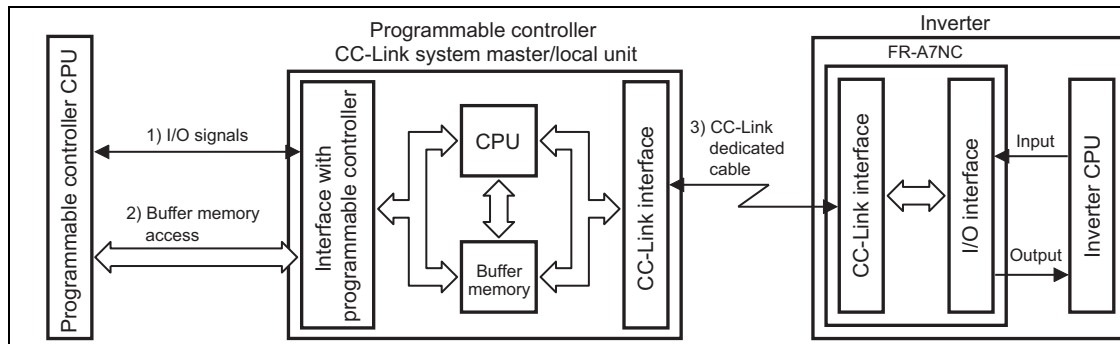 Programmable controller
CC-Link system master/local unit
Inverter
FR-A7NC
Programmable controller CPU
1) I/O signals
2) Buffer memory
access
Interface with
programmable controller
CPU
Buffer
memory
CC-Link interface
3) CC-Link
dedicated
cable
CC-Link interface
I/O interface
Input
Output
Inverter CPU